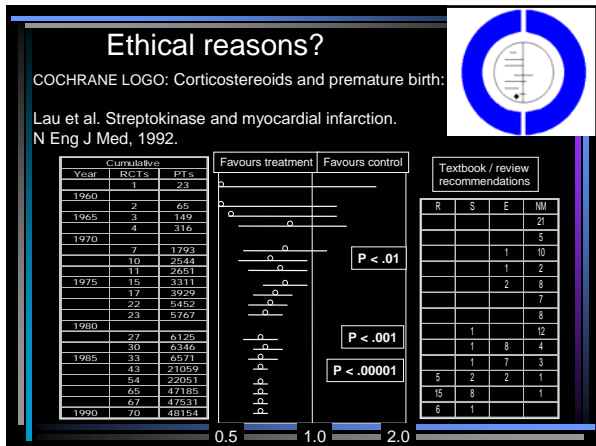 Ethical reasons?
COCHRANE LOGO: Corticostereoids and premature birth:
Lau et al. Streptokinase and myocardial infarction.
N Eng J Med, 1992.
Cumulative
Year RCTs PTs
1 23
1960
2 65
1965 3 149
4 316
1970
7 1793
10 2544
11 2651
1975 15 3311
17 3929
22 5452
23 5767
1980
27 6125
30 6346
1985 33 6571
43 21059
54 22051
65 47185
67 47531
1990 70 48154
Favours treatment Favours control
P < .01
P < .001
P < .00001
0.5 1.0 2.0
Textbook / review
recommendations
R S E NM
21
5
1 10
1 2
2 8
7
8
1 12
1 8 4
1 7 3
5 2 2 1
15 8 1
6 1